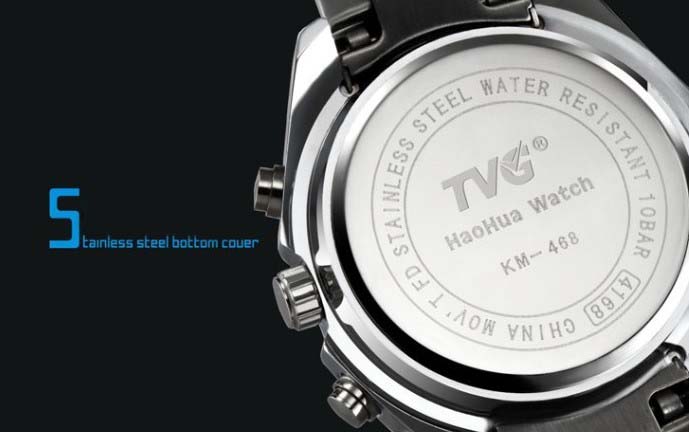 Stainless steel bottom cover
TVG®
HaoHua Watch
KM-468
FD STAINLESS STEEL WATER RESISTANT 10BAR 4168 CHINA MOV'T